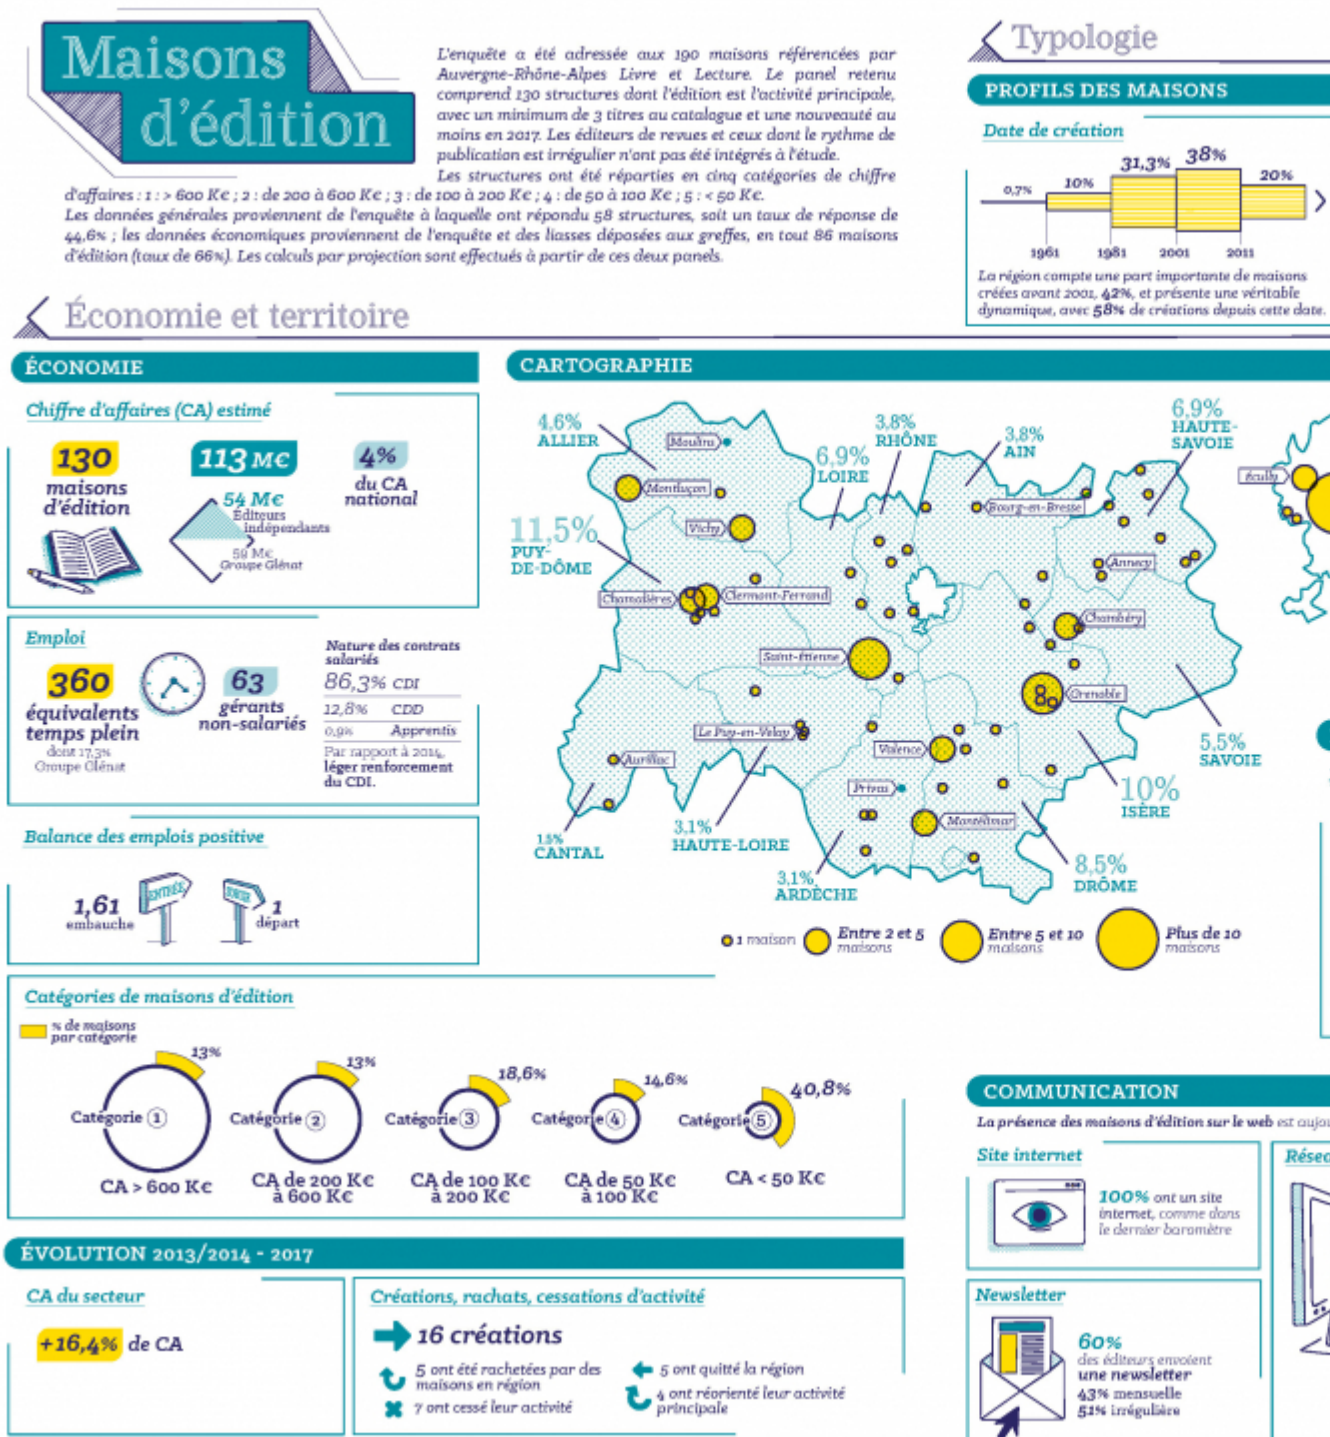 Maisons
d'édition
L'enquête a été adressée aux 190 maisons référencées par
Auvergne-Rhône-Alpes Livre et Lecture. Le panel retenu
comprend 130 structures dont l'édition est l'activité principale,
avec un minimum de 3 titres au catalogue et une nouveauté au
moins en 2017. Les éditeurs de revues et ceux dont le rythme de
publication est irrégulier n'ont pas été intégrés à l'étude.
Les structures ont été réparties en cinq catégories de chiffre
d'affaires : 1 : > 600 K€ ; 2 : de 200 à 600 K€ ; 3 : de 100 à 200 K€ ; 4 : de 50 à 100 K€ ; 5 : < 50 K€.
Les données générales proviennent de l'enquête à laquelle ont répondu 58 structures, soit un taux de réponse de
44,6% ; les données économiques proviennent de l'enquête et des liasses déposées aux greffes, en tout 86 maisons
d'édition (taux de 66%). Les calculs par projection sont effectués à partir de ces deux panels.
Typologie
PROFILS DES MAISONS
Date de création
0,7%
10%
31,3%
38%
20%
1961
1981
2001
2011
La région compte une part importante de maisons
créées avant 2001, 42%, et présente une véritable
dynamique, avec 58% de créations depuis cette date.
Économie et territoire
ÉCONOMIE
Chiffre d'affaires (CA) estimé
130
maisons
d'édition
113 M€
54 M€
Éditeurs
indépendants
59 M€
Groupe Glénat
4%
du CA
national
Emploi
360
équivalents
temps plein
dont 17,3%
Groupe Glénat
63
gérants
non-salariés
Nature des contrats
salariés
86,3% CDI
12,8% CDD
0,9% Apprentis
Par rapport à 2014,
léger renforcement
du CDI.
Balance des emplois positive
1,61
embauche
ENTRÉE
SORTIE
1
départ
CARTOGRAPHIE
4,6%
ALLIER
6,9%
LOIRE
3,8%
RHÔNE
3,8%
AIN
6,9%
HAUTE-
SAVOIE
11,5%
PUY-
DE-DÔME
Moulins
Montluçon
Vichy
Bourg-en-Bresse
Écully
Annecy
Chamalières
Clermont-Ferrand
Chambéry
Saint-Étienne
Grenoble
Le Puy-en-Velay
Valence
Aurillac
Privas
Montélimar
5,5%
SAVOIE
10%
ISÈRE
1,5%
CANTAL
3,1%
HAUTE-LOIRE
3,1%
ARDÈCHE
8,5%
DRÔME
1 maison
Entre 2 et 5
maisons
Entre 5 et 10
maisons
Plus de 10
maisons
Catégories de maisons d'édition
% de maisons
par catégorie
13%
13%
18,6%
14,6%
40,8%
Catégorie 1
Catégorie 2
Catégorie 3
Catégorie 4
Catégorie 5
CA > 600 K€
CA de 200 K€
à 600 K€
CA de 100 K€
à 200 K€
CA de 50 K€
à 100 K€
CA < 50 K€
ÉVOLUTION 2013/2014 - 2017
CA du secteur
+16,4% de CA
Créations, rachats, cessations d'activité
16 créations
5 ont été rachetées par des
maisons en région
7 ont cessé leur activité
5 ont quitté la région
4 ont réorienté leur activité
principale
COMMUNICATION
La présence des maisons d'édition sur le web est aujou
Site internet
100% ont un site
internet, comme dans
le dernier baromètre
Résea
Newsletter
60%
des éditeurs envoient
une newsletter
43% mensuelle
51% irrégulière